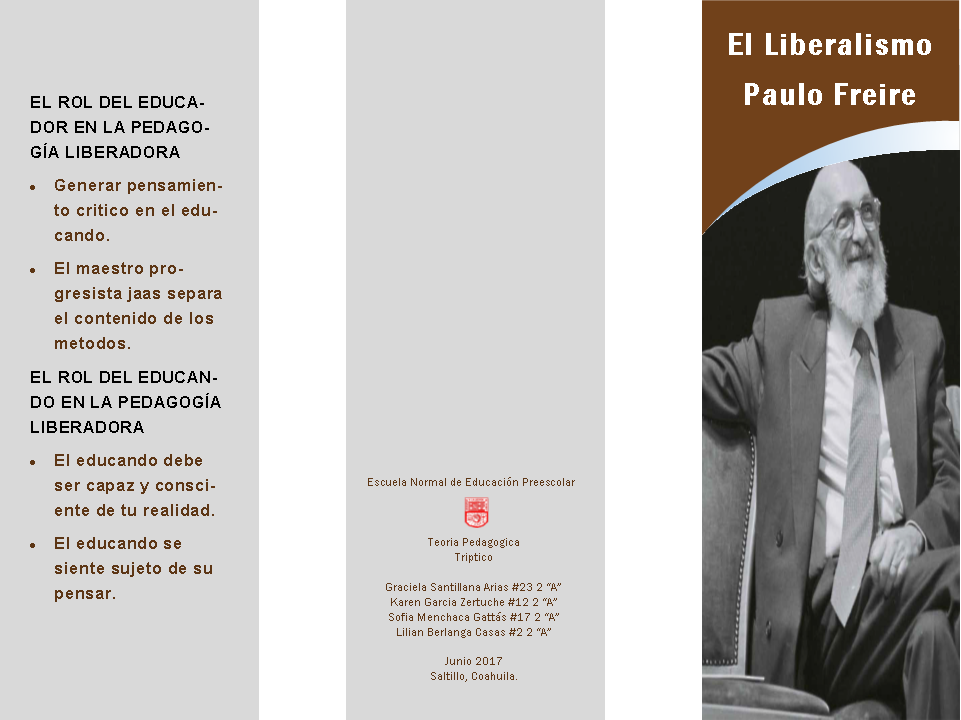 EL ROL DEL EDUCA-
DOR EN LA PEDAGO-
GÍA LIBERADORA
• Generar pensamien-
to critico en el edu-
cando.
• El maestro pro-
gresista jaas separa
el contenido de los
metodos.
EL ROL DEL EDUCAN-
DO EN LA PEDAGOGÍA
LIBERADORA
• El educando debe
ser capaz y consci-
ente de tu realidad.
• El educando se
siente sujeto de su
pensar.
Escuela Normal de Educación Preescolar
Teoria Pedagogica
Triptico
Graciela Santillana Arias #23 2 “A”
Karen Garcia Zertuche #12 2 “A”
Sofia Menchaca Gattás #17 2 “A”
Lilian Berlanga Casas #2 2 “A”
Junio 2017
Saltillo, Coahuila.
El Liberalismo
Paulo Freire